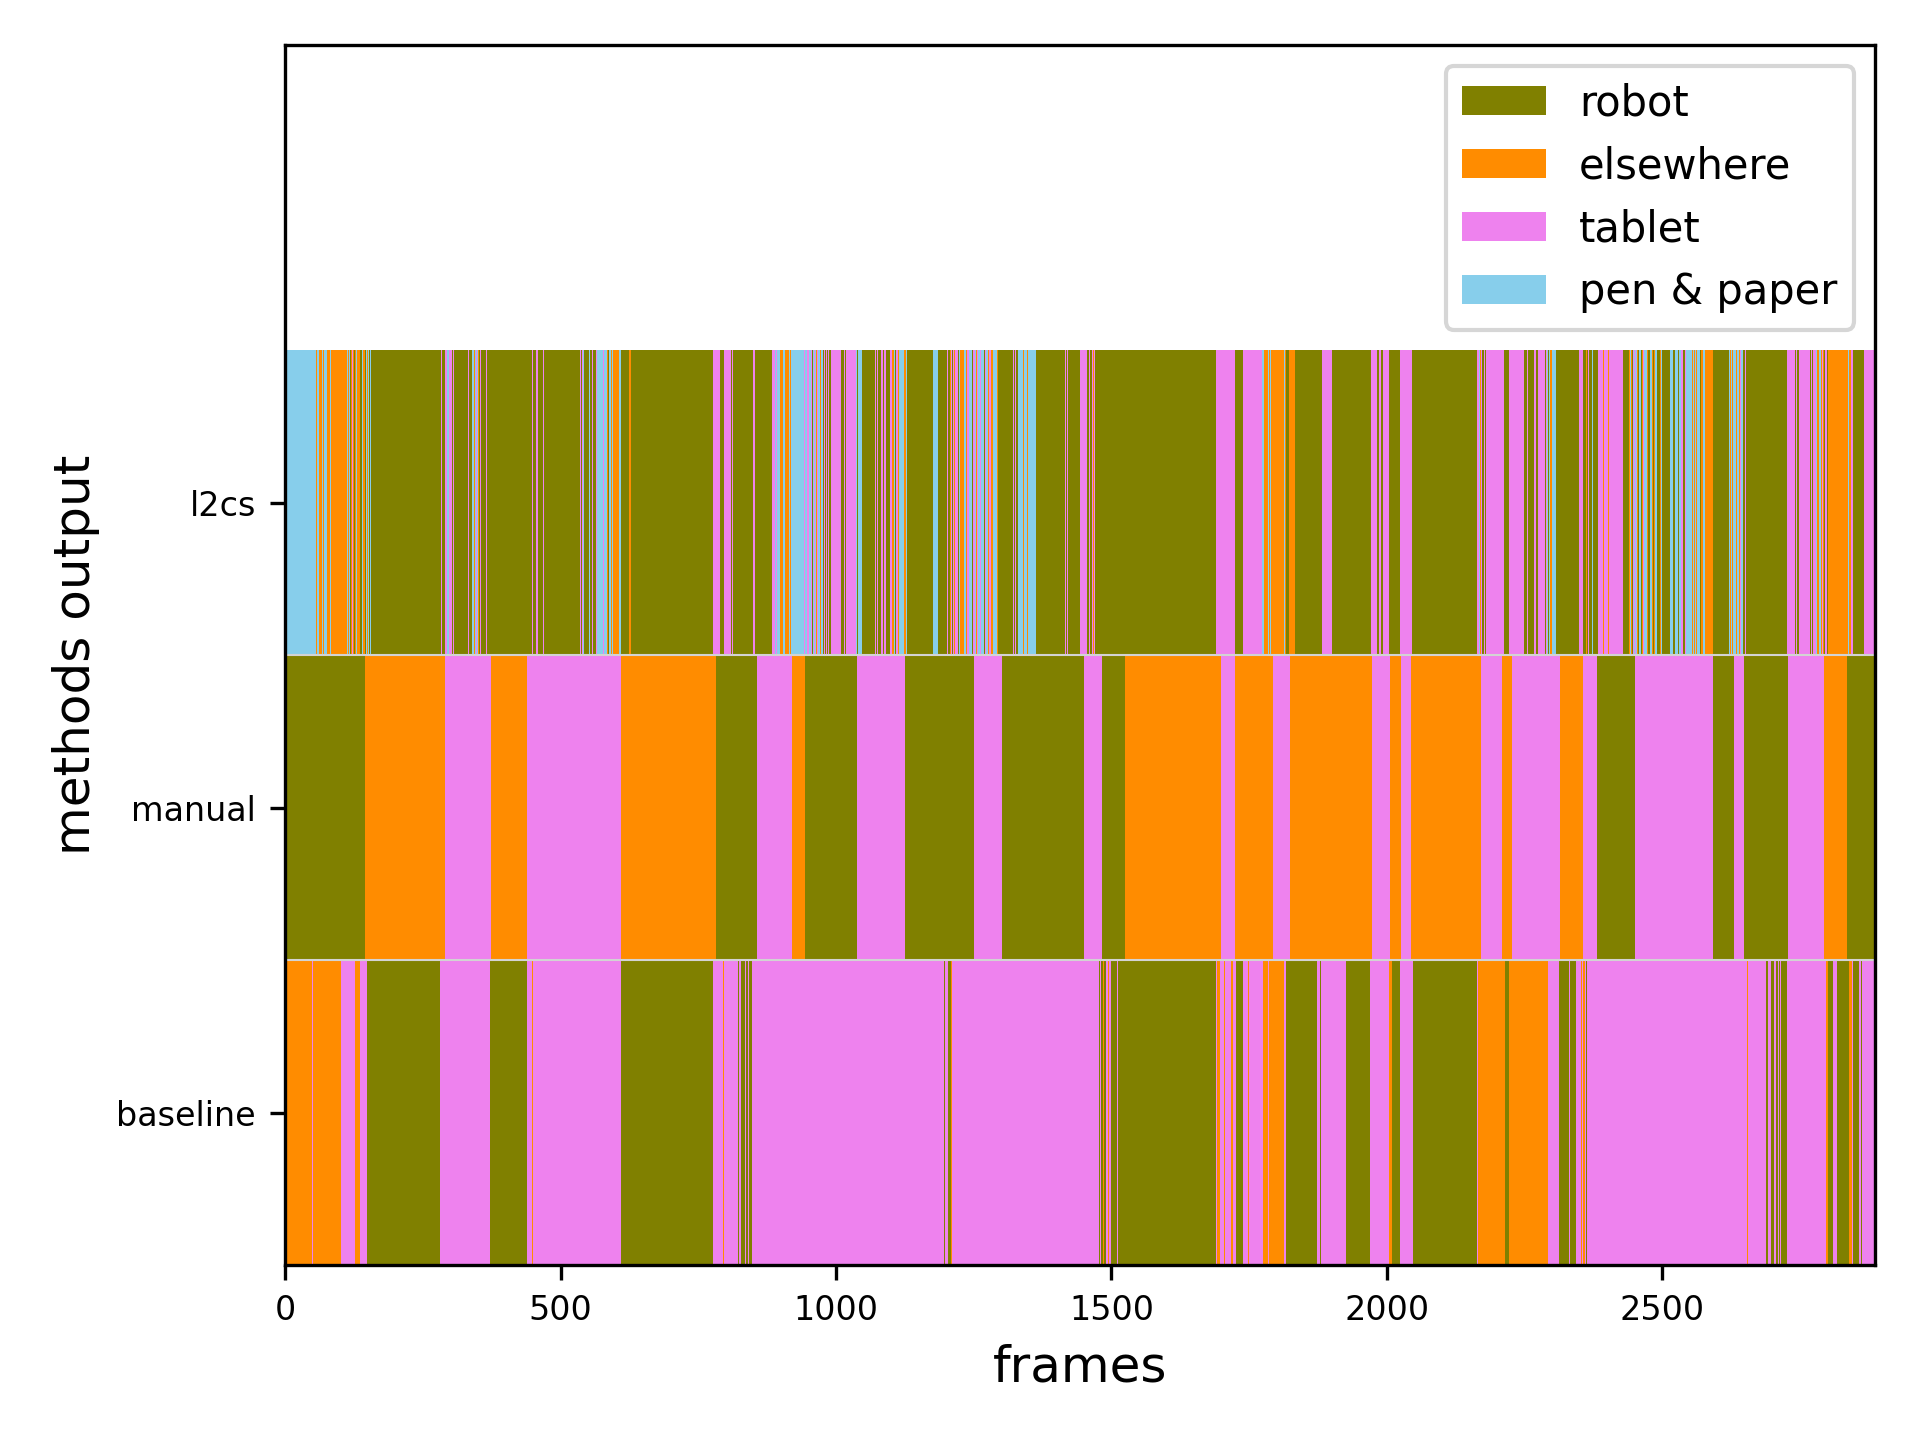 robot
elsewhere
tablet
pen & paper
methods output
l2cs
manual
baseline
0 500 1000 1500 2000 2500
frames